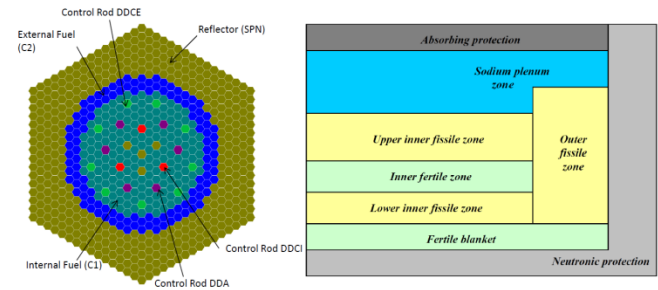 Control Rod DDCE
Reflector (SPN)
External Fuel
(C2)
Control Rod DDCI
Internal Fuel (C1)
Control Rod DDA
Absorbing protection
Sodium plenum
zone
Upper inner fissile zone
Outer
fissile
zone
Inner fertile zone
Lower inner fissile zone
Fertile blanket
Neutronic protection